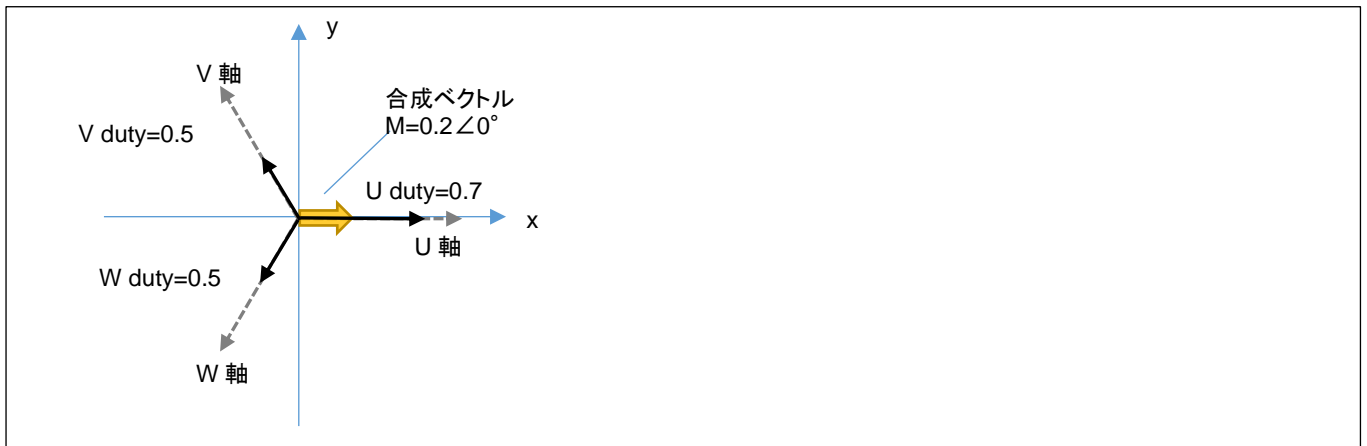 y
V 軸
合成ベクトル
M=0.2∠0°
V duty=0.5
U duty=0.7
x
U 軸
W duty=0.5
W 軸